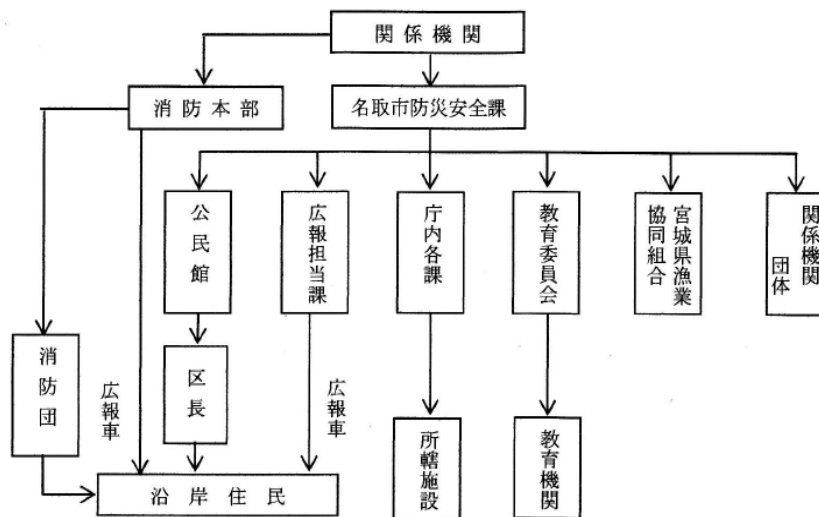 関係機関
消防本部
名取市防災安全課
公民館
広報担当課
庁内各課
教育委員会
宮城県漁業
協同組合
関係機関
団体
消防団
広報車
区長
広報車
所轄施設
教育機関
沿岸住民